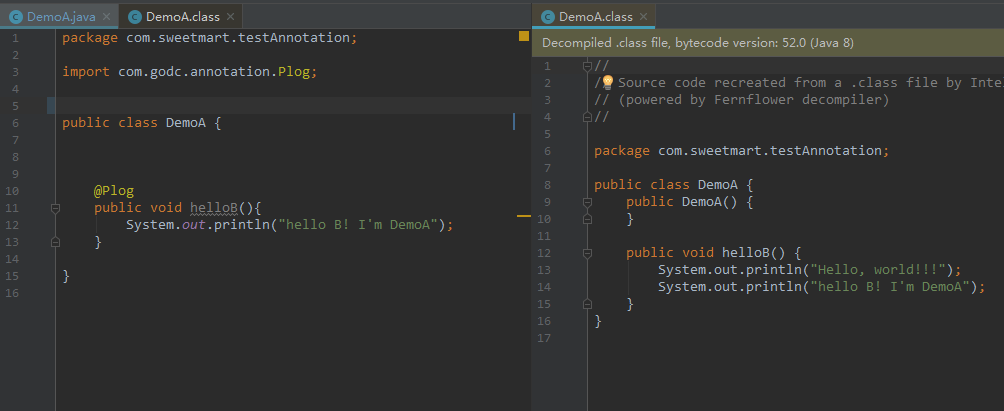 DemoA.java
DemoA.class
1 package com.sweetmart.testAnnotation;
2
3 import com.godc.annotation.Plog;
4
5
6 public class DemoA {
7
8
9
10 @Plog
11 public void helloB(){
12 System.out.println("hello B! I'm DemoA");
13 }
14
15 }
16
DemoA.class
Decompiled .class file, bytecode version: 52.0 (Java 8)
1 //
2 // Source code recreated from a .class file by Inte
3 // (powered by Fernflower decompiler)
4 //
5
6 package com.sweetmart.testAnnotation;
7
8 public class DemoA {
9 public DemoA() {
10 }
11
12 public void helloB() {
13 System.out.println("Hello, world!!!");
14 System.out.println("hello B! I'm DemoA");
15 }
16 }
17